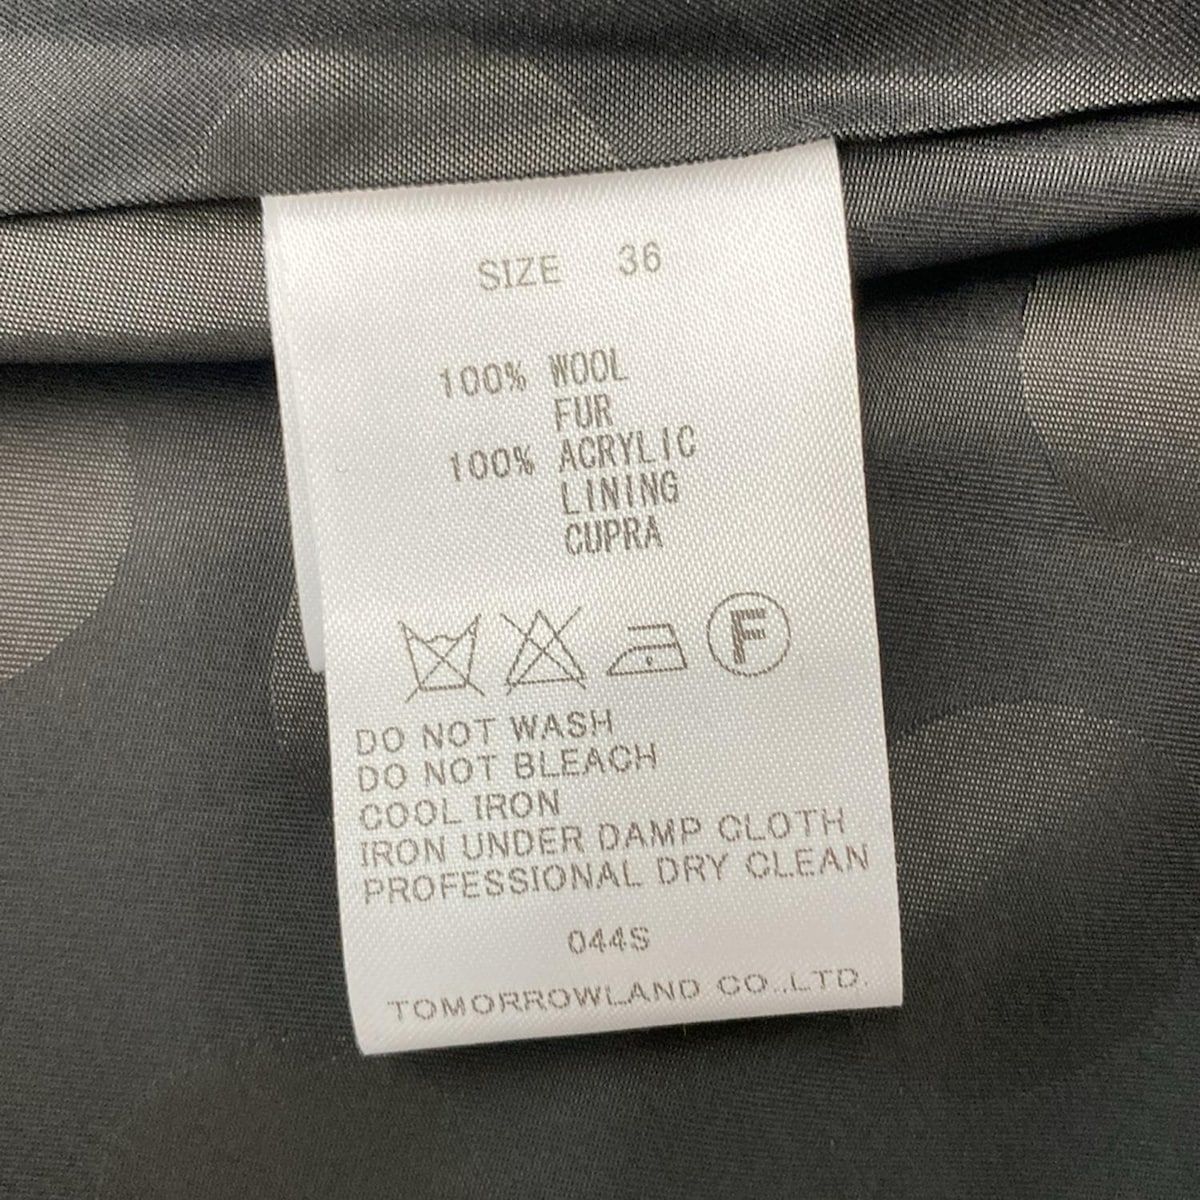 SIZE 36
100% WOOL
FUR
100% ACRYLIC
LINING
CUPRA
F
DO NOT WASH
DO NOT BLEACH
COOL IRON
IRON UNDER DAMP CLOTH
PROFESSIONAL DRY CLEAN
044S
TOMORROWLAND CO.,LTD.